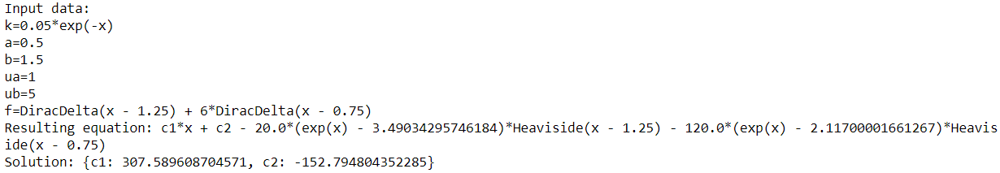 Input data:
k=0.05*exp(-x)
a=0.5
b=1.5
ua=1
ub=5
f=DiracDelta(x - 1.25) + 6*DiracDelta(x - 0.75)
Resulting equation: c1*x + c2 - 20.0*(exp(x) - 3.49034295746184)*Heaviside(x - 1.25) - 120.0*(exp(x) - 2.11700001661267)*Heavis
ide(x - 0.75)
Solution: {c1: 307.589608704571, c2: -152.794804352285}